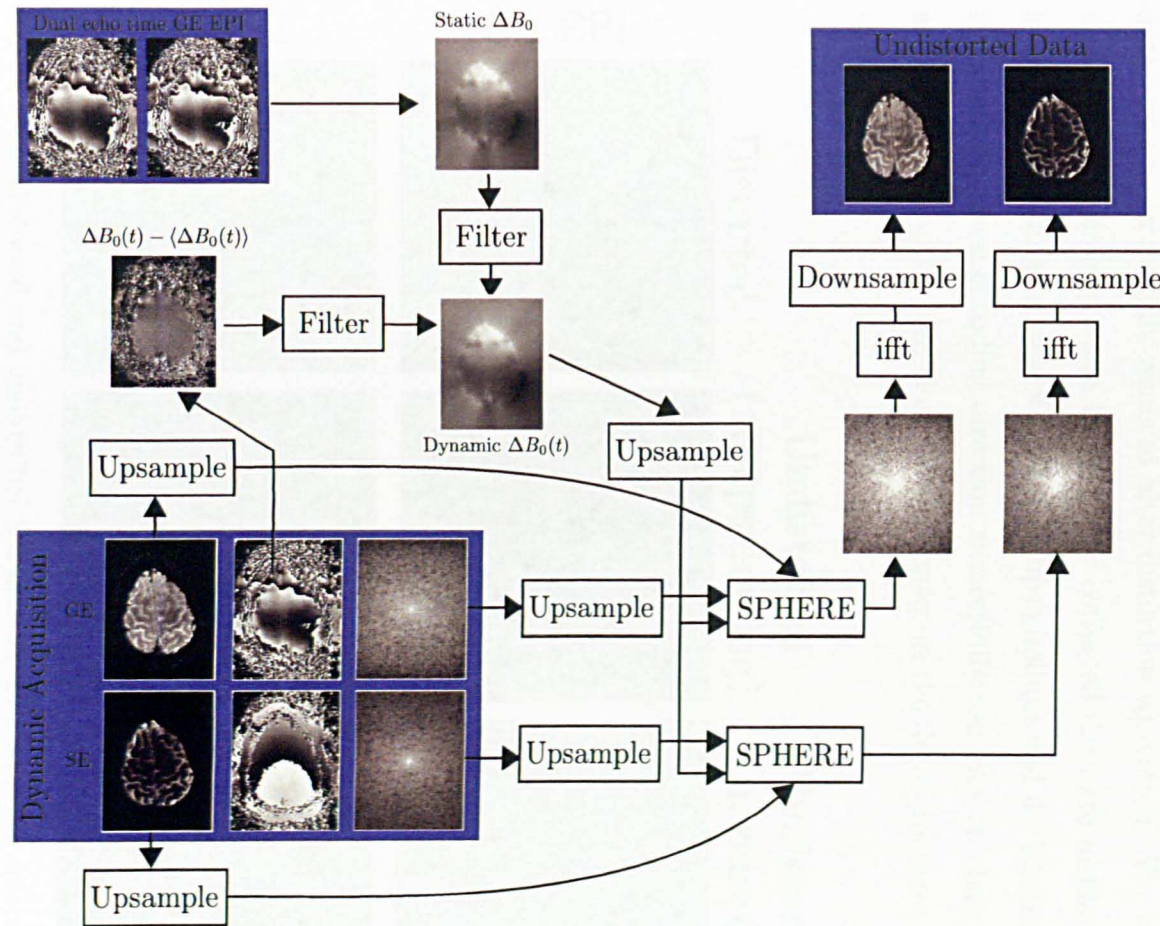 Dual echo time GE EPI
Static ΔB₀
Undistorted Data
ΔB₀(t) − ⟨ΔB₀(t)⟩
Filter
Filter
Downsample
Downsample
ifft
ifft
Dynamic ΔB₀(t)
Upsample
Upsample
Dynamic Acquisition
GE
Upsample
SPHERE
SE
Upsample
SPHERE
Upsample